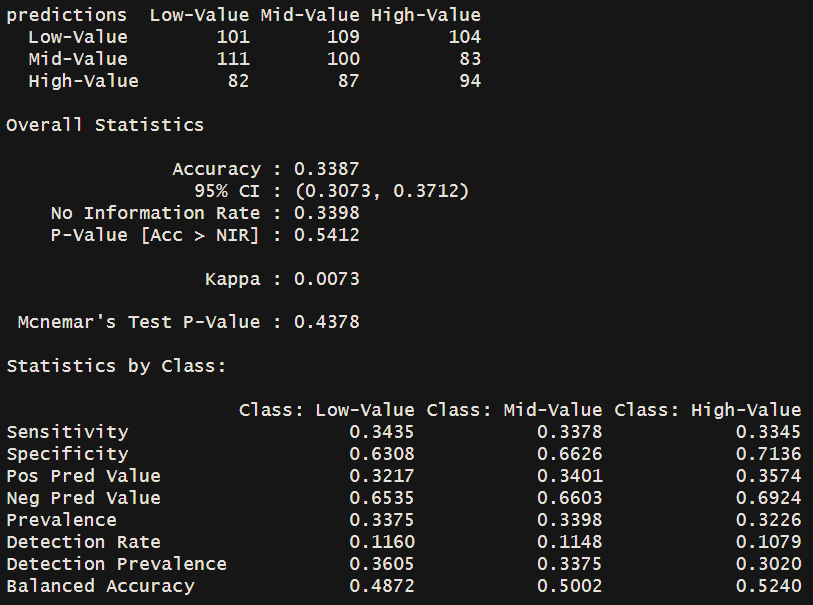 predictions Low-Value Mid-Value High-Value
Low-Value 101 109 104
Mid-Value 111 100 83
High-Value 82 87 94
Overall Statistics
Accuracy : 0.3387
95% CI : (0.3073, 0.3712)
No Information Rate : 0.3398
P-Value [Acc > NIR] : 0.5412
Kappa : 0.0073
Mcnemar's Test P-Value : 0.4378
Statistics by Class:
Class: Low-Value Class: Mid-Value Class: High-Value
Sensitivity 0.3435 0.3378 0.3345
Specificity 0.6308 0.6626 0.7136
Pos Pred Value 0.3217 0.3401 0.3574
Neg Pred Value 0.6535 0.6603 0.6924
Prevalence 0.3375 0.3398 0.3226
Detection Rate 0.1160 0.1148 0.1079
Detection Prevalence 0.3605 0.3375 0.3020
Balanced Accuracy 0.4872 0.5002 0.5240